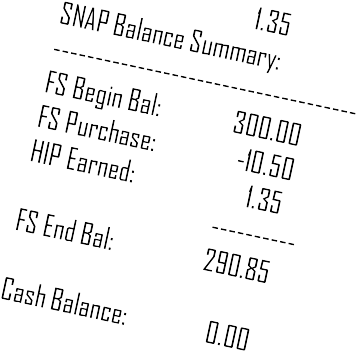 1.35
SNAP Balance Summary:
--------------------------------------------
FS Begin Bal: 300.00
FS Purchase: -10.50
HIP Earned: 1.35
------------
FS End Bal: 290.85
Cash Balance: 0.00